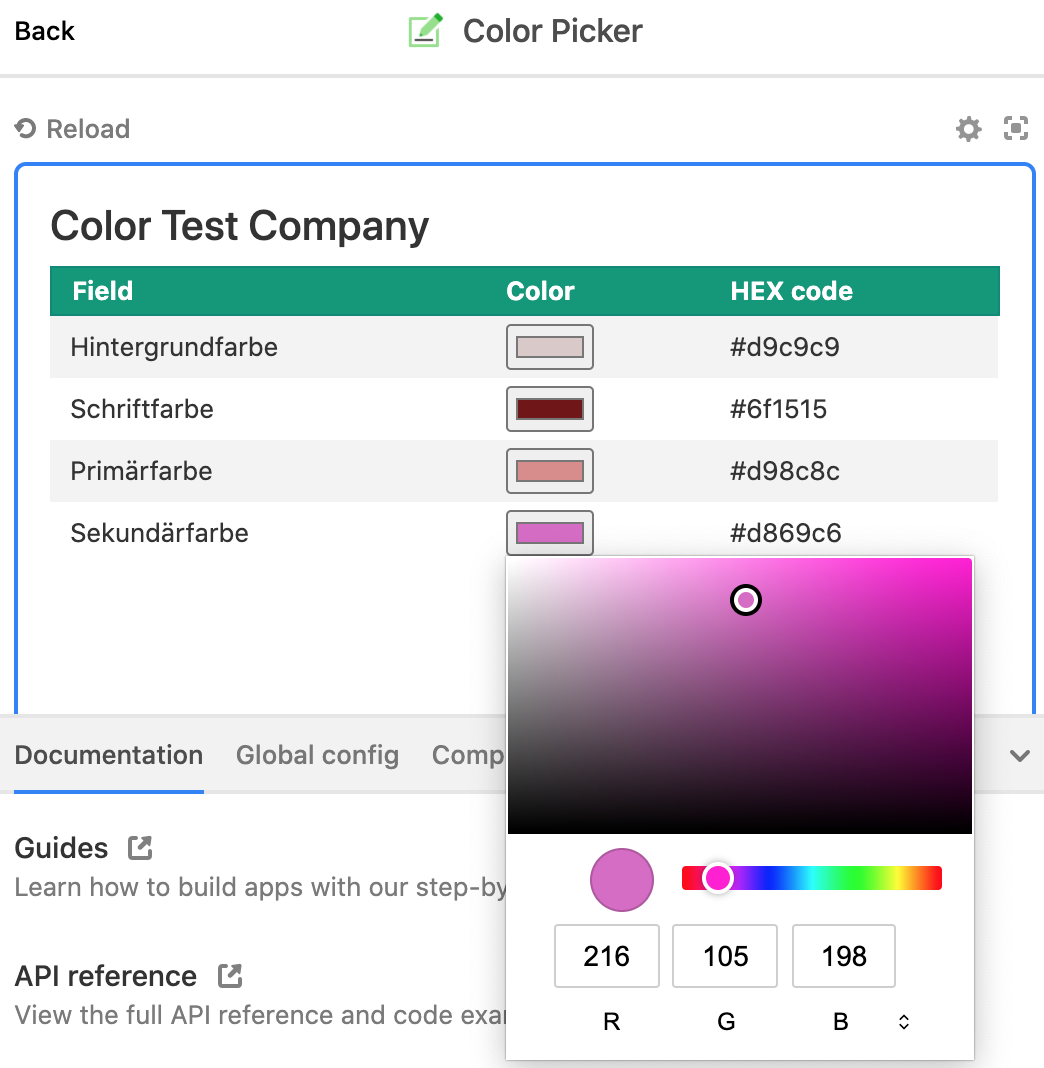 Back
Color Picker
Reload
Color Test Company
Field Color HEX code
Hintergrundfarbe #d9c9c9
Schriftfarbe #6f1515
Primärfarbe #d98c8c
Sekundärfarbe #d869c6
Documentation Global config Comp
Guides
Learn how to build apps with our step-by
216 105 198
API reference
View the full API reference and code exa
R G B